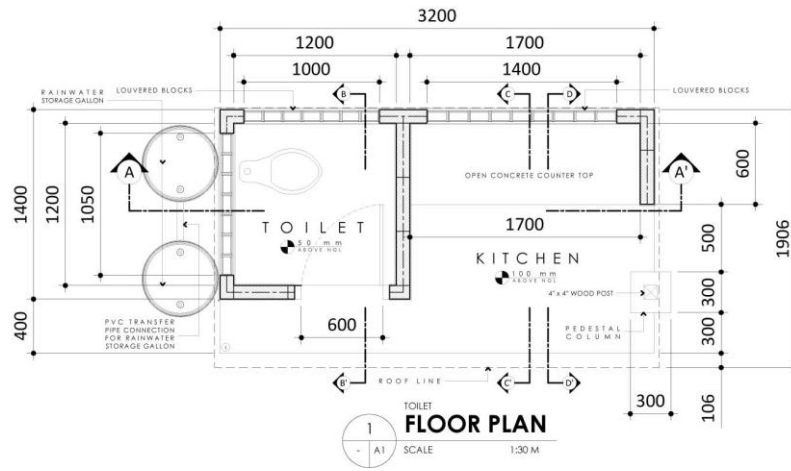 3200
1200
1700
RAINWATER
STORAGE GALLON
LOUVERED BLOCKS
1000
1400
LOUVERED BLOCKS
B
C
D
A
A'
1400
1200
1050
400
OPEN CONCRETE COUNTER TOP
600
1700
500
1906
TOILET
50 mm
ABOVE NGL
KITCHEN
100 mm
ABOVE NGL
4"x 4" WOOD POST
300
300
PEDESTAL
COLUMN
PVC TRANSFER
PIPE CONNECTION
FOR RAINWATER
STORAGE GALLON
600
B'
ROOF LINE
C'
D'
300
106
1
- A1
TOILET
FLOOR PLAN
SCALE 1:30 M